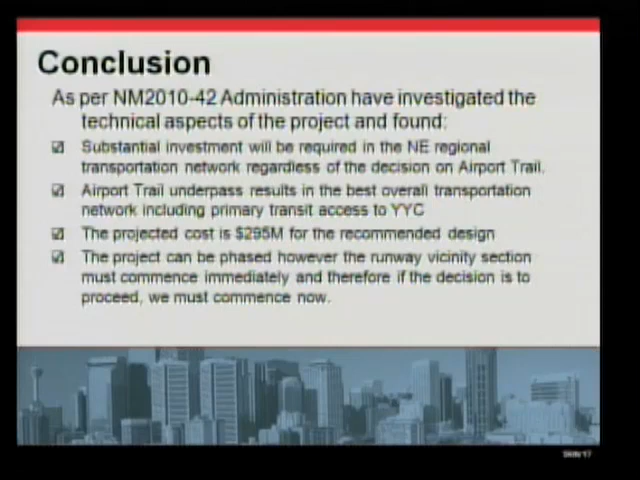 Conclusion
As per NM2010-42 Administration have investigated the
technical aspects of the project and found:
Substantial investment will be required in the NE regional
transportation network regardless of the decision on Airport Trail.
Airport Trail underpass results in the best overall transportation
network including primary transit access to YYC
The projected cost is $295M for the recommended design
The project can be phased however the runway vicinity section
must commence immediately and therefore if the decision is to
proceed, we must commence now.